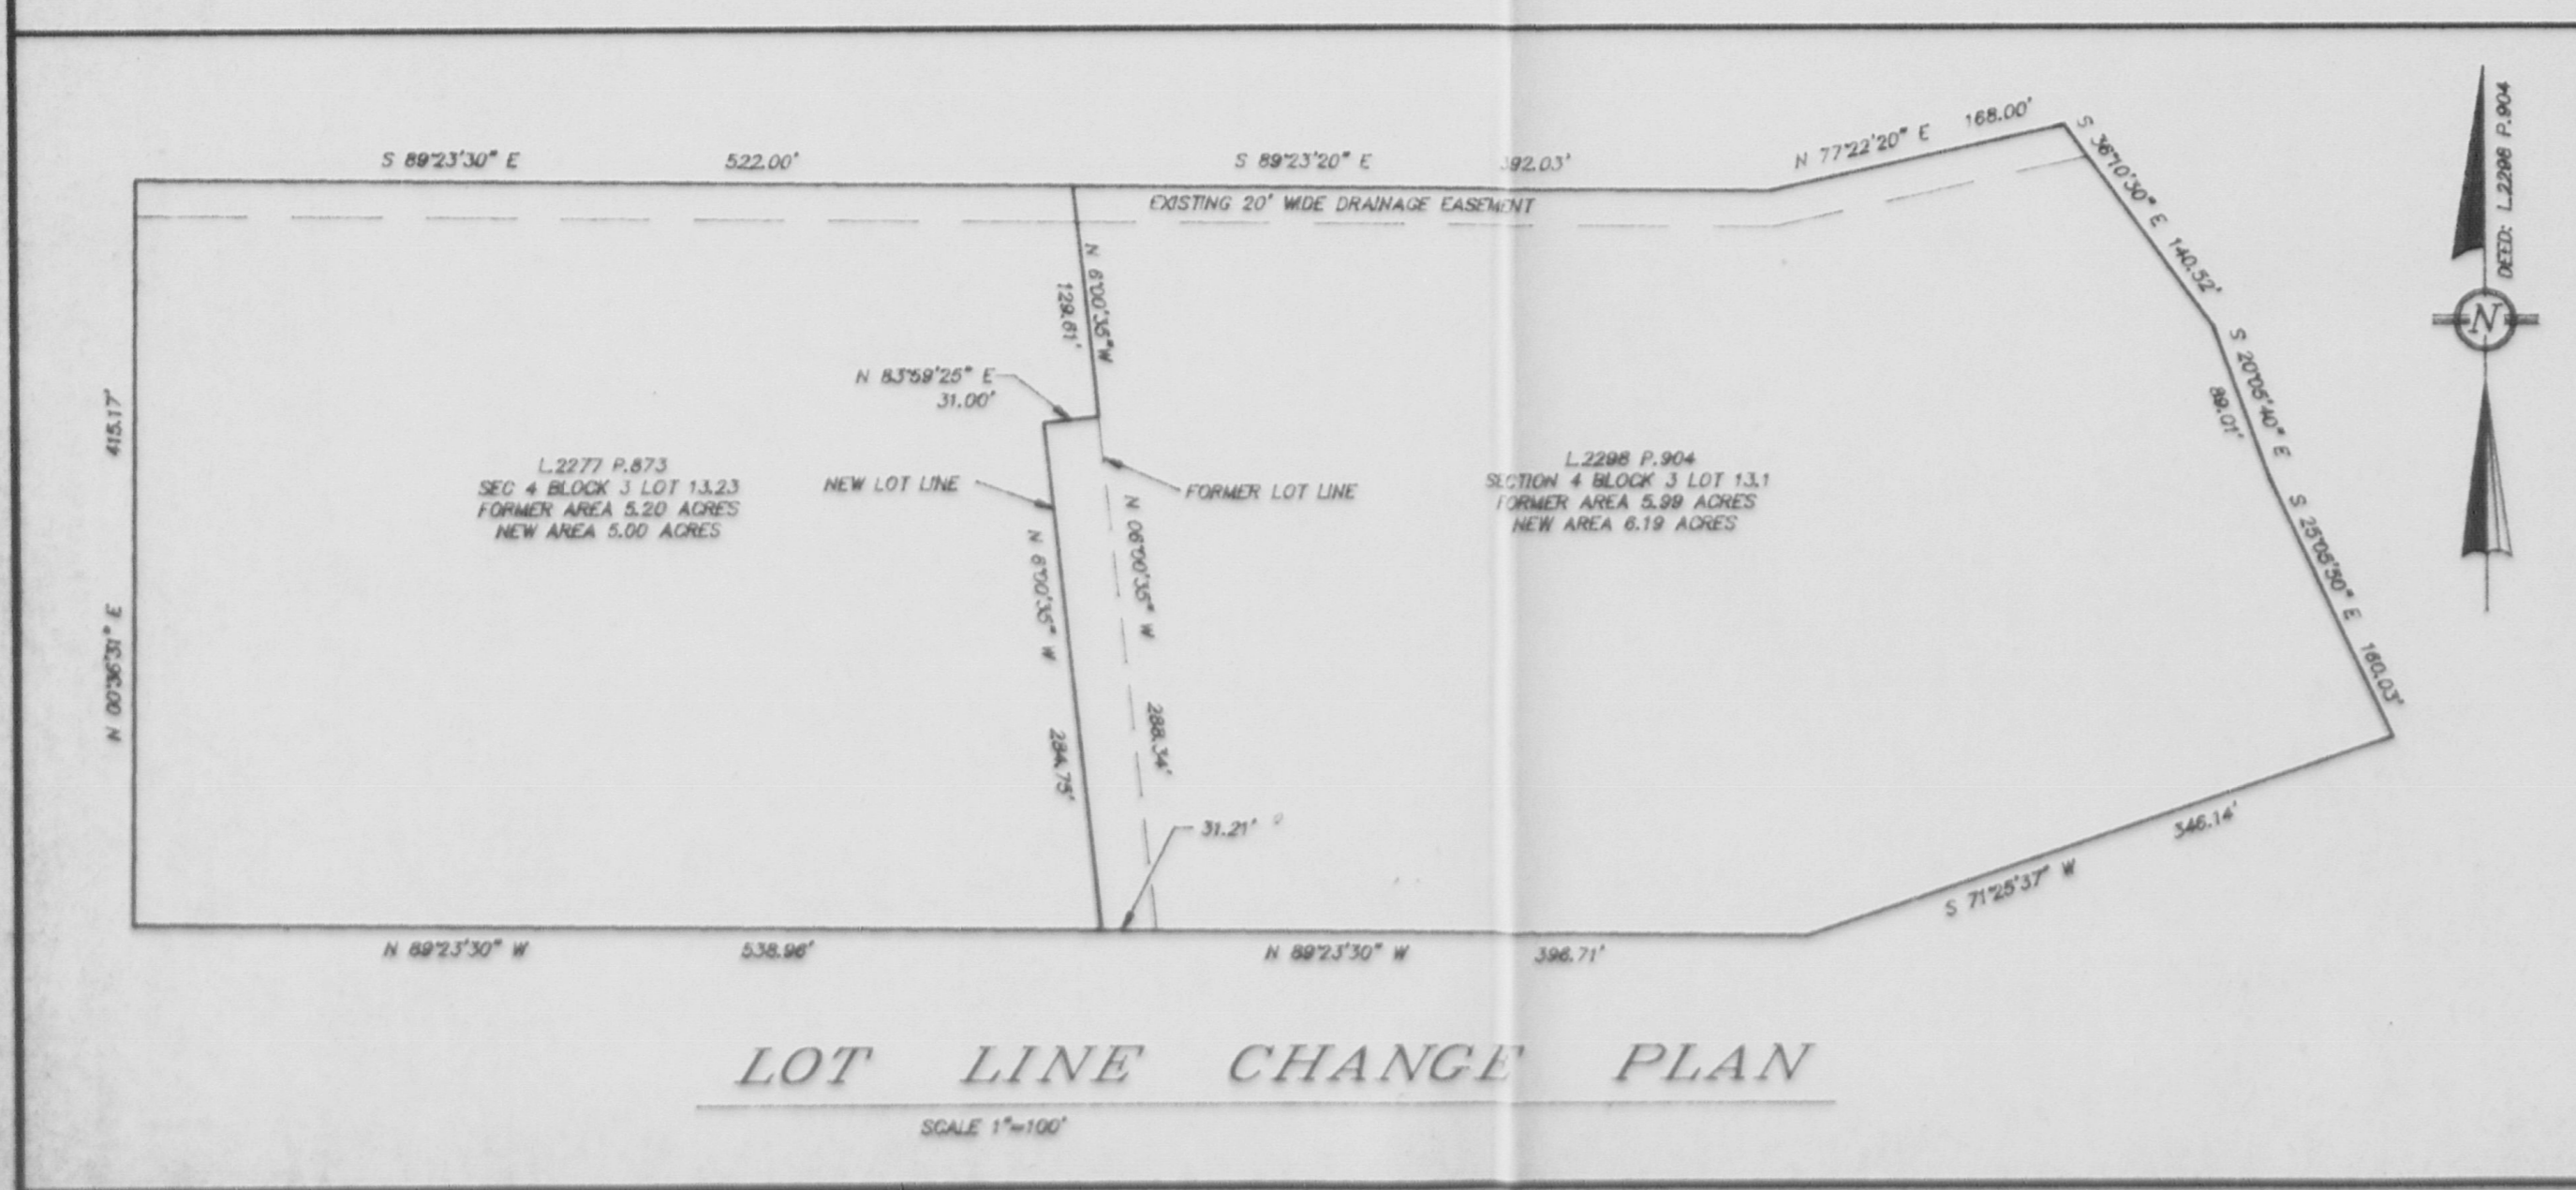 S 89°23'30" E 522.00'
S 89°23'20" E 392.03'
N 77°22'20" E 168.00'
S 36°10'30" E 140.52'
DEED: L.2298 P.904
EXISTING 20' WIDE DRAINAGE EASEMENT
N 6°00'35" W
129.61'
N
S 20°05'40" E
89.01'
N 83°59'25" E
31.00'
415.17'
N 00°36'31" E
L.2277 P.873
SEC 4 BLOCK 3 LOT 13.23
FORMER AREA 5.20 ACRES
NEW AREA 5.00 ACRES
NEW LOT LINE
FORMER LOT LINE
L.2298 P.904
SECTION 4 BLOCK 3 LOT 13.1
FORMER AREA 5.99 ACRES
NEW AREA 6.19 ACRES
S 25°05'50" E 160.03'
N 6°00'35" W 284.75'
N 06°00'35" W 288.34'
31.21'
346.14'
S 71°25'37" W
N 89°23'30" W 538.96'
N 89°23'30" W 396.71'
LOT LINE CHANGE PLAN
SCALE 1"=100'